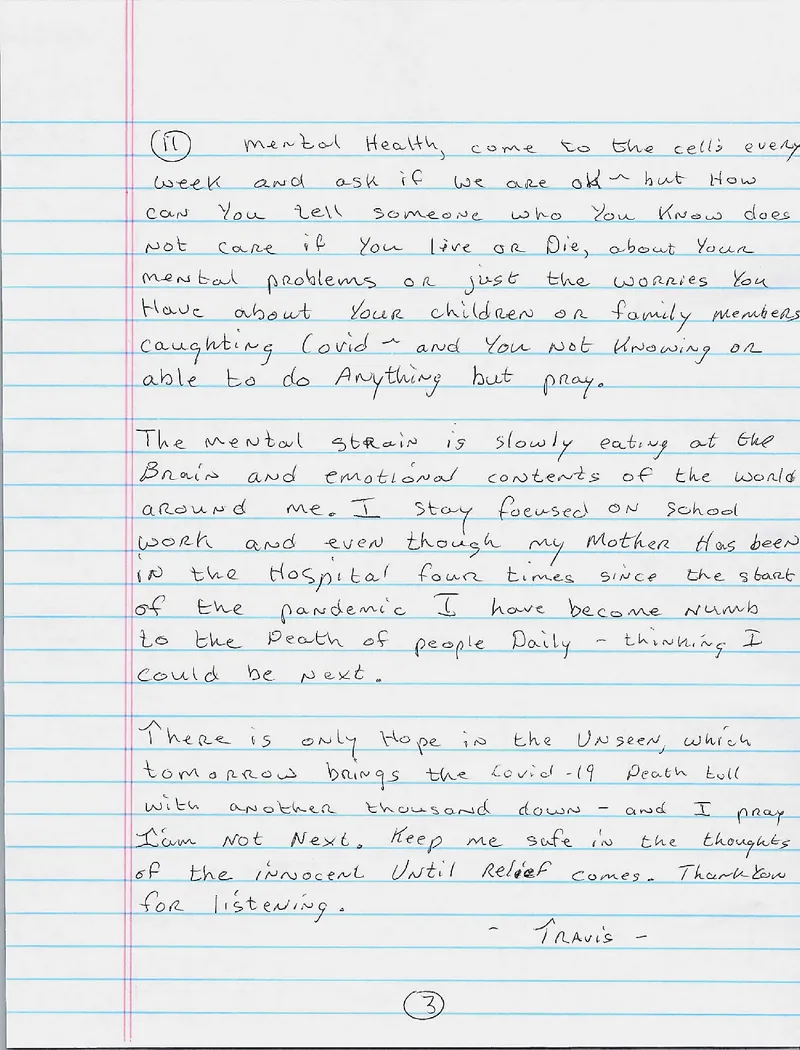 (11) mental Health, come to the cell's every
week and ask if we are ok ~ but How
can You tell someone who You Know does
Not care if You live or Die, about Your
mental problems or just the worries You
Have about Your children or family members
caughting Covid ~ and You Not Knowing or
able to do Anything but pray.
The mental strain is slowly eating at the
Brain and emotional contents of the world
around me. I stay focused on school
work and even though my Mother Has been
in the Hospital four times since the start
of the pandemic I have become Numb
to the Death of people Daily - thinking I
could be Next.
There is only Hope in the Unseen, which
tomorrow brings the Covid-19 Death toll
with another thousand down - and I pray
I'am Not Next. Keep me safe in the thoughts
of the innocent Until Relief comes. Thank You
for listening.
- Travis -
3